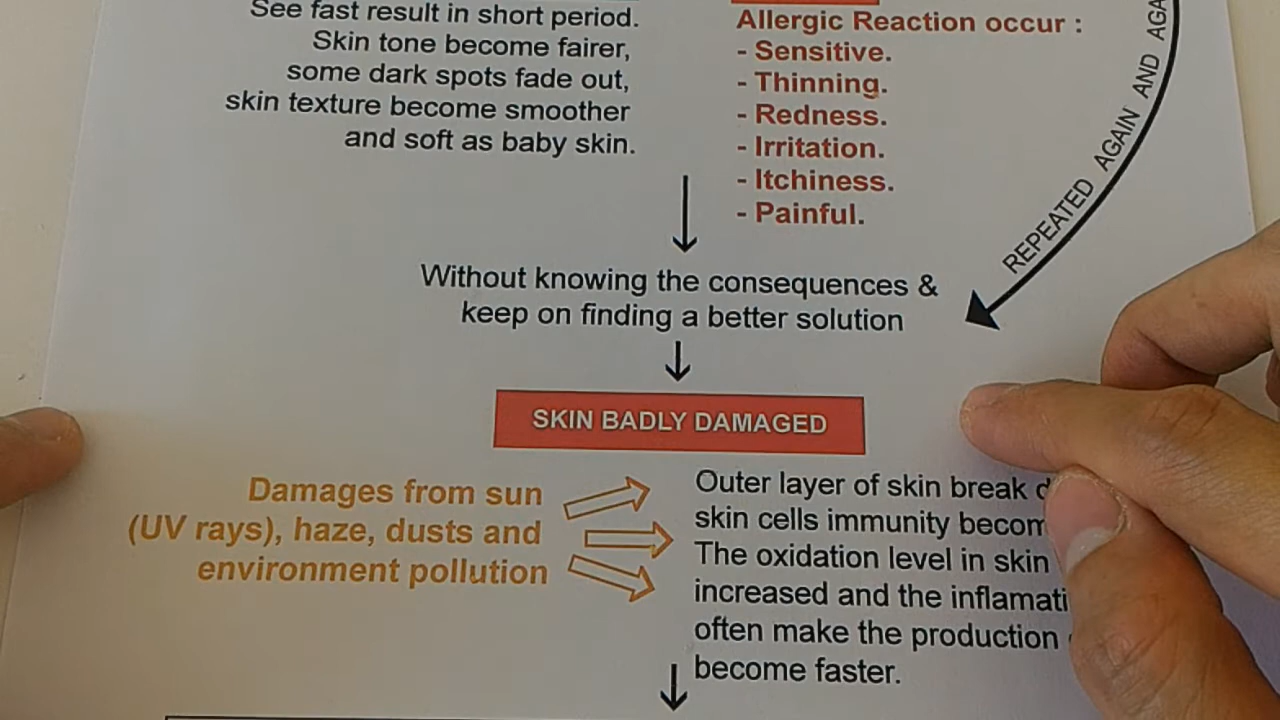 See fast result in short period.
Skin tone become fairer,
some dark spots fade out,
skin texture become smoother
and soft as baby skin.
Allergic Reaction occur :
- Sensitive.
- Thinning.
- Redness.
- Irritation.
- Itchiness.
- Painful.
REPEATED AGAIN AND
Without knowing the consequences &
keep on finding a better solution
SKIN BADLY DAMAGED
Damages from sun
(UV rays), haze, dusts and
environment pollution
Outer layer of skin break
skin cells immunity
The oxidation level in skin
increased and the
often make the production
become faster.